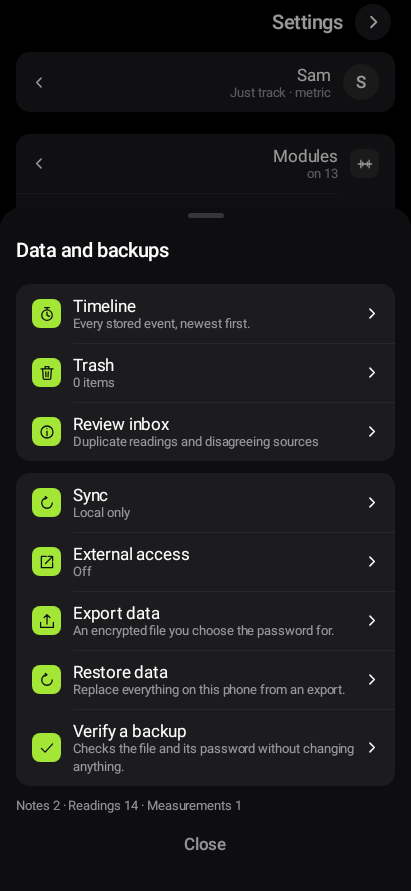 Settings
Sam
Just track · metric
S
Modules
on 13
Data and backups
Timeline
Every stored event, newest first.
Trash
0 items
Review inbox
Duplicate readings and disagreeing sources
Sync
Local only
External access
Off
Export data
An encrypted file you choose the password for.
Restore data
Replace everything on this phone from an export.
Verify a backup
Checks the file and its password without changing
anything.
Notes 2 · Readings 14 · Measurements 1
Close